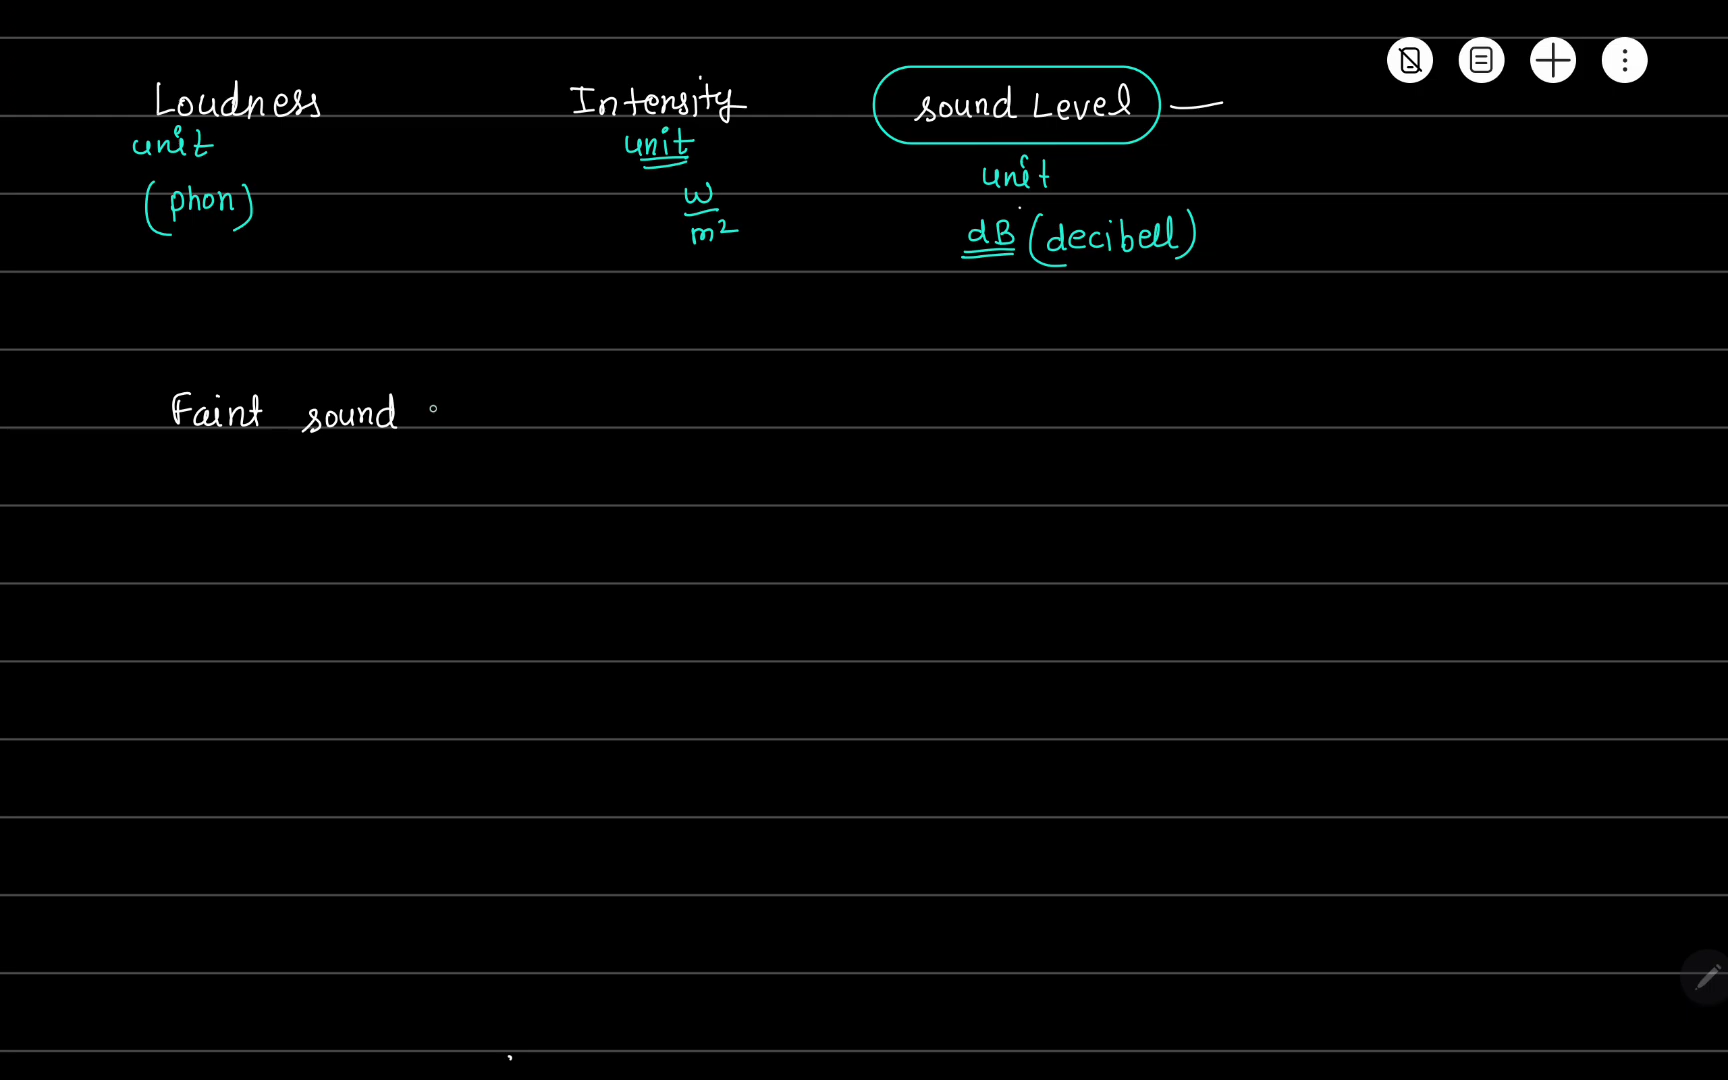 Loudness Intensity sound Level —
unit unit unit
(phon) w/m² dB (decibell)
Faint sound